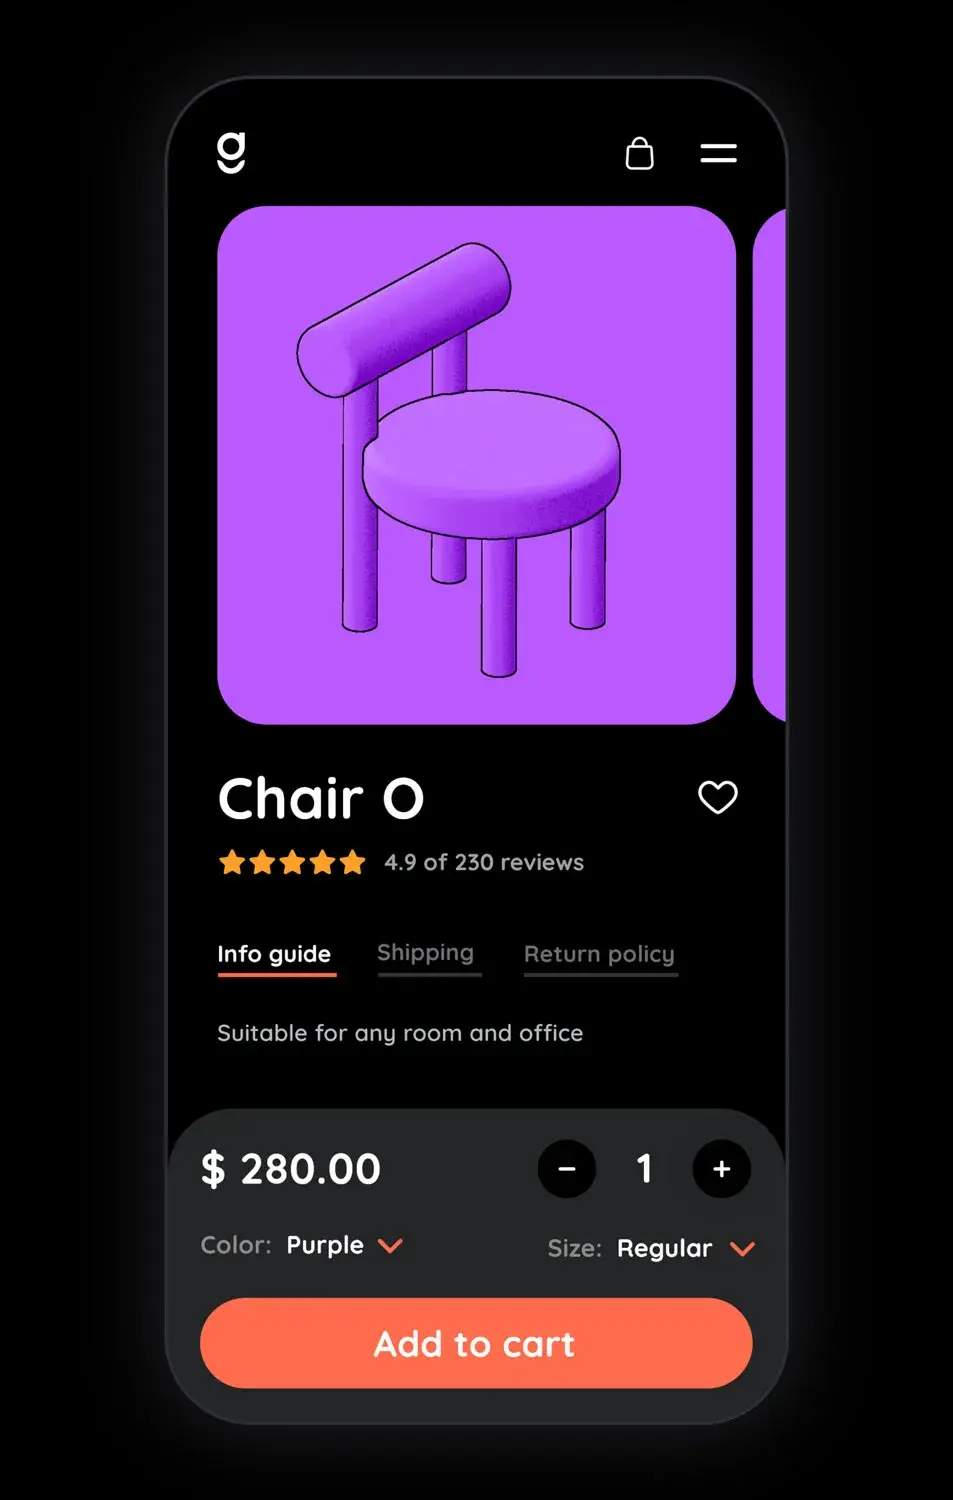 g
Chair O
4.9 of 230 reviews
Info guide Shipping Return policy
Suitable for any room and office
$ 280.00 − 1 +
Color: Purple Size: Regular
Add to cart